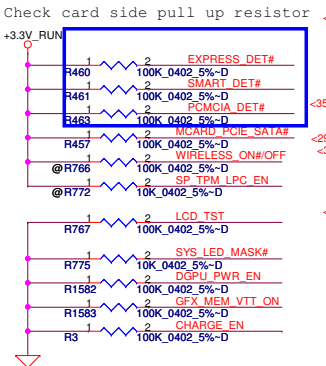 Check card side pull up resistor
+3.3V_RUN
1 2 EXPRESS_DET#
R460 100K_0402_5%~D
1 2 SMART_DET#
R461 100K_0402_5%~D
1 2 PCMCIA_DET#
R463 100K_0402_5%~D
<35
1 2 MCARD_PCIE_SATA#
R457 100K_0402_5%~D
<29
1 2 WIRELESS_ON#/OFF
@R766 100K_0402_5%~D
1 2 SP_TPM_LPC_EN
@R772 10K_0402_5%~D
1 2 LCD_TST
R767 100K_0402_5%~D
1 2 SYS_LED_MASK#
R775 10K_0402_5%~D
1 2 DGPU_PWR_EN
R1582 100K_0402_5%~D
1 2 GFX_MEM_VTT_ON
R1583 100K_0402_5%~D
1 2 CHARGE_EN
R3 100K_0402_5%~D